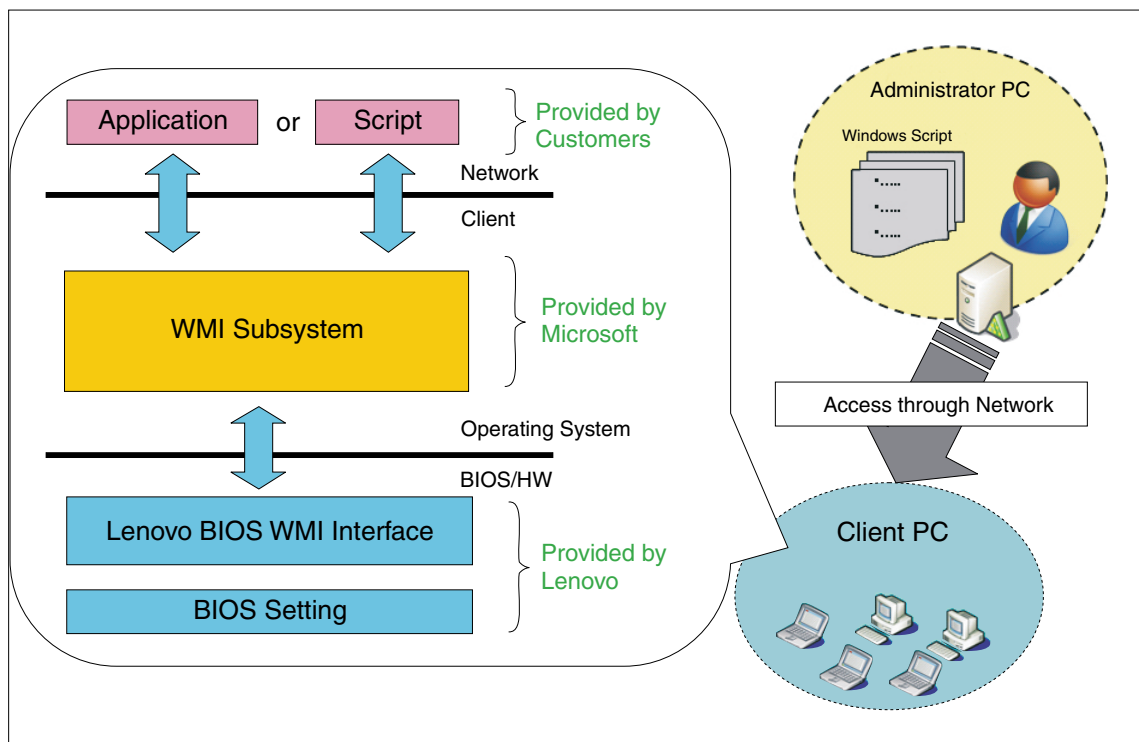 Application
or
Script
Provided by
Customers
Network
Client
WMI Subsystem
Provided by
Microsoft
Operating System
BIOS/HW
Lenovo BIOS WMI Interface
BIOS Setting
Provided by
Lenovo
Administrator PC
Windows Script
Access through Network
Client PC